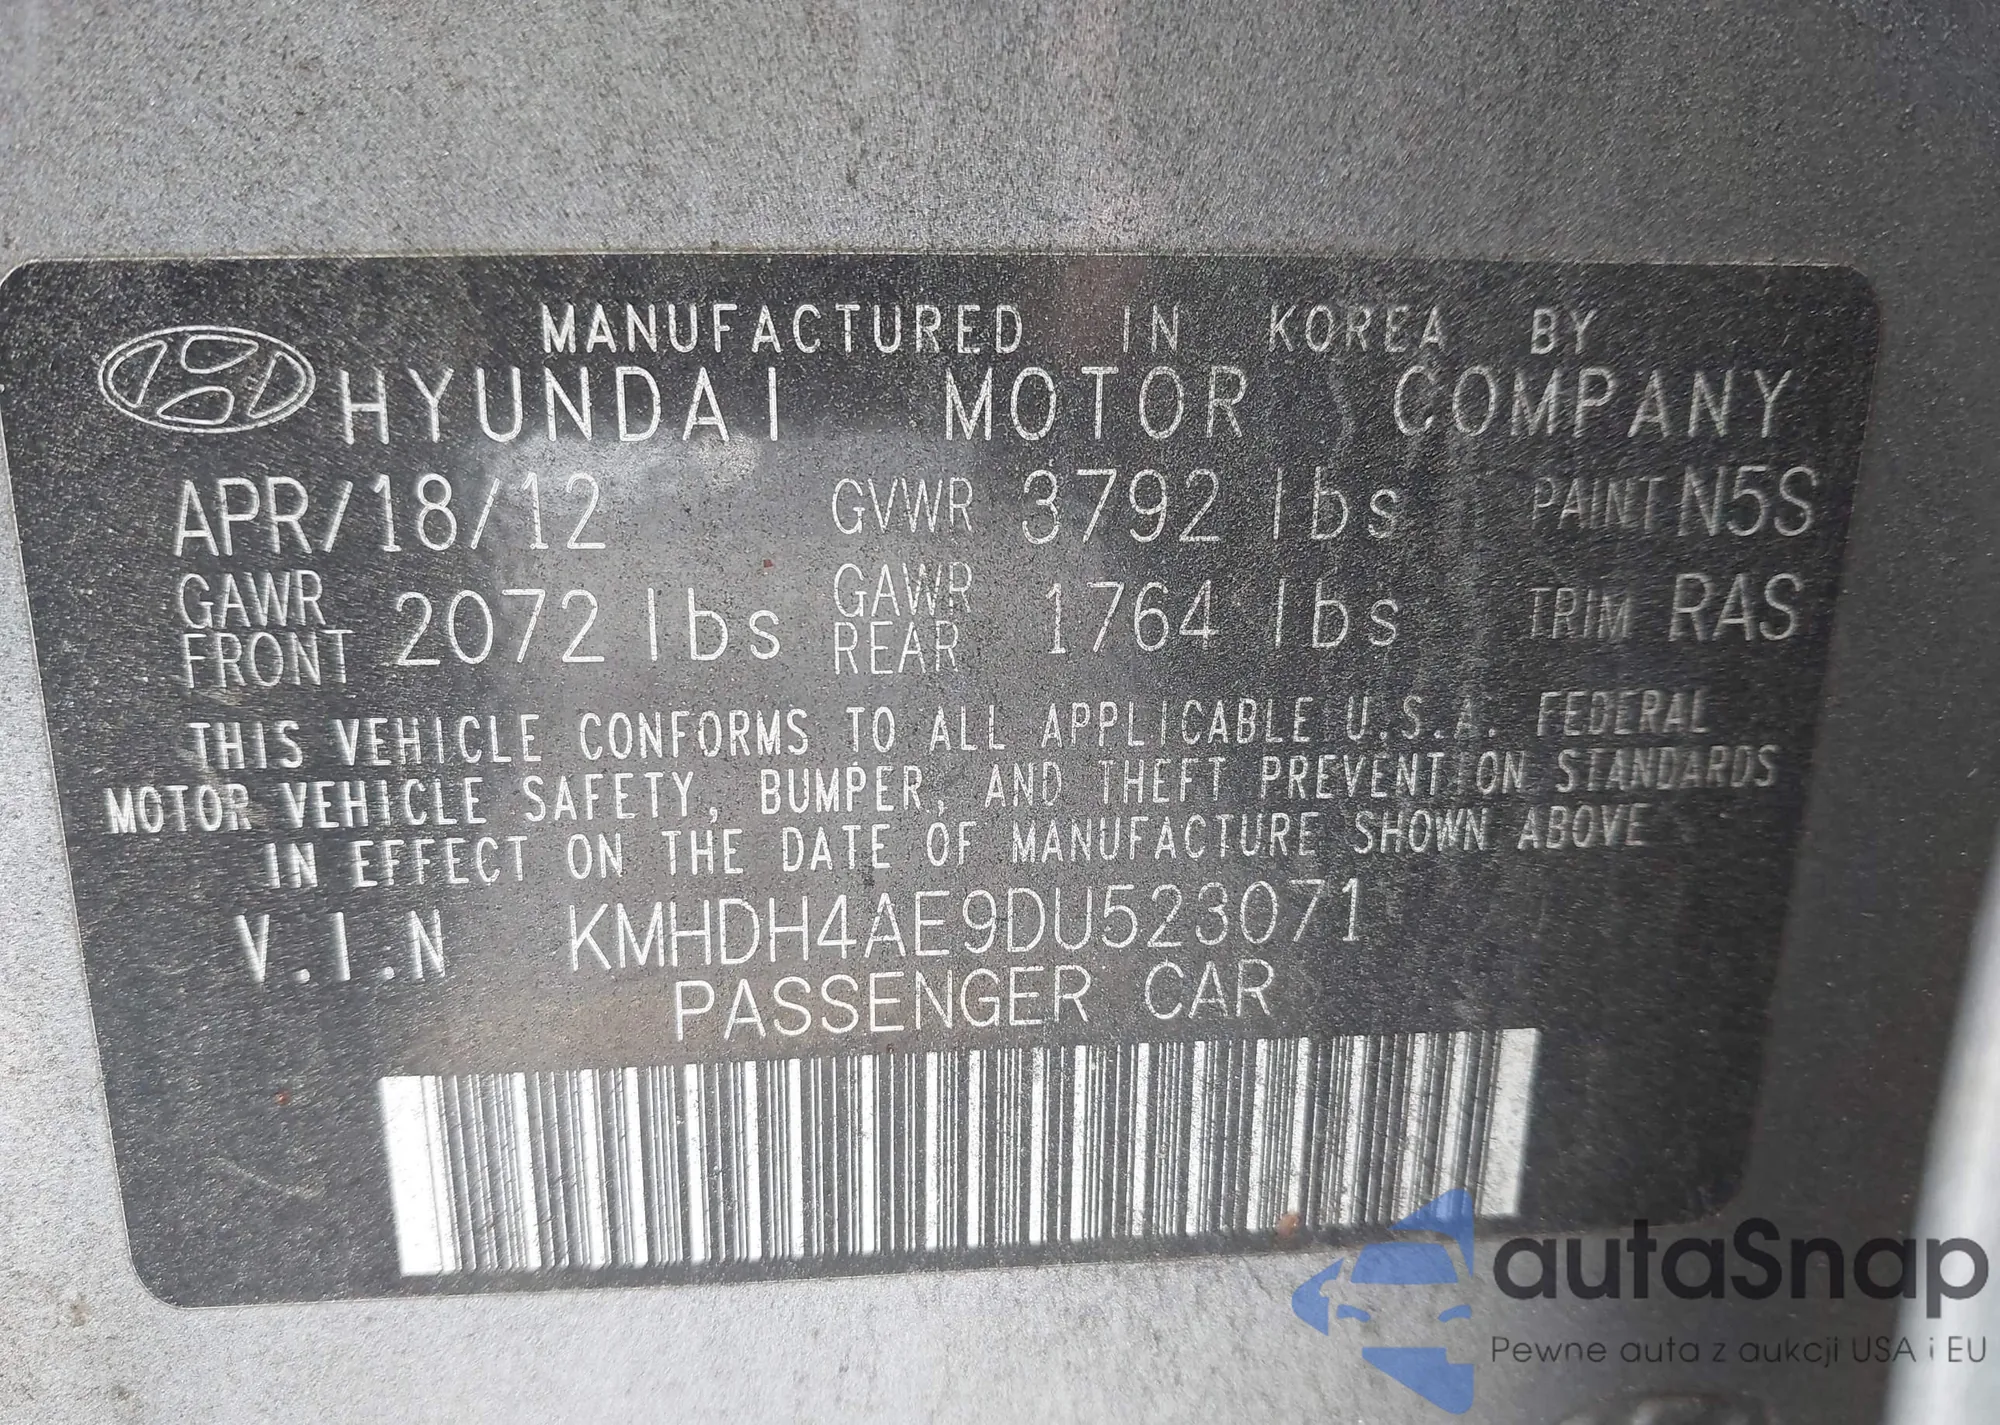 MANUFACTURED IN KOREA BY
HYUNDAI MOTOR COMPANY
APR/18/12 GVWR 3792 lbs PAINT N5S
GAWR FRONT 2072 lbs GAWR REAR 1764 lbs TRIM RAS
THIS VEHICLE CONFORMS TO ALL APPLICABLE U.S.A. FEDERAL
MOTOR VEHICLE SAFETY, BUMPER, AND THEFT PREVENTION STANDARDS
IN EFFECT ON THE DATE OF MANUFACTURE SHOWN ABOVE
V.I.N KMHDH4AE9DU523071
PASSENGER CAR
autaSnap
Pewne auta z aukcji USA i EU